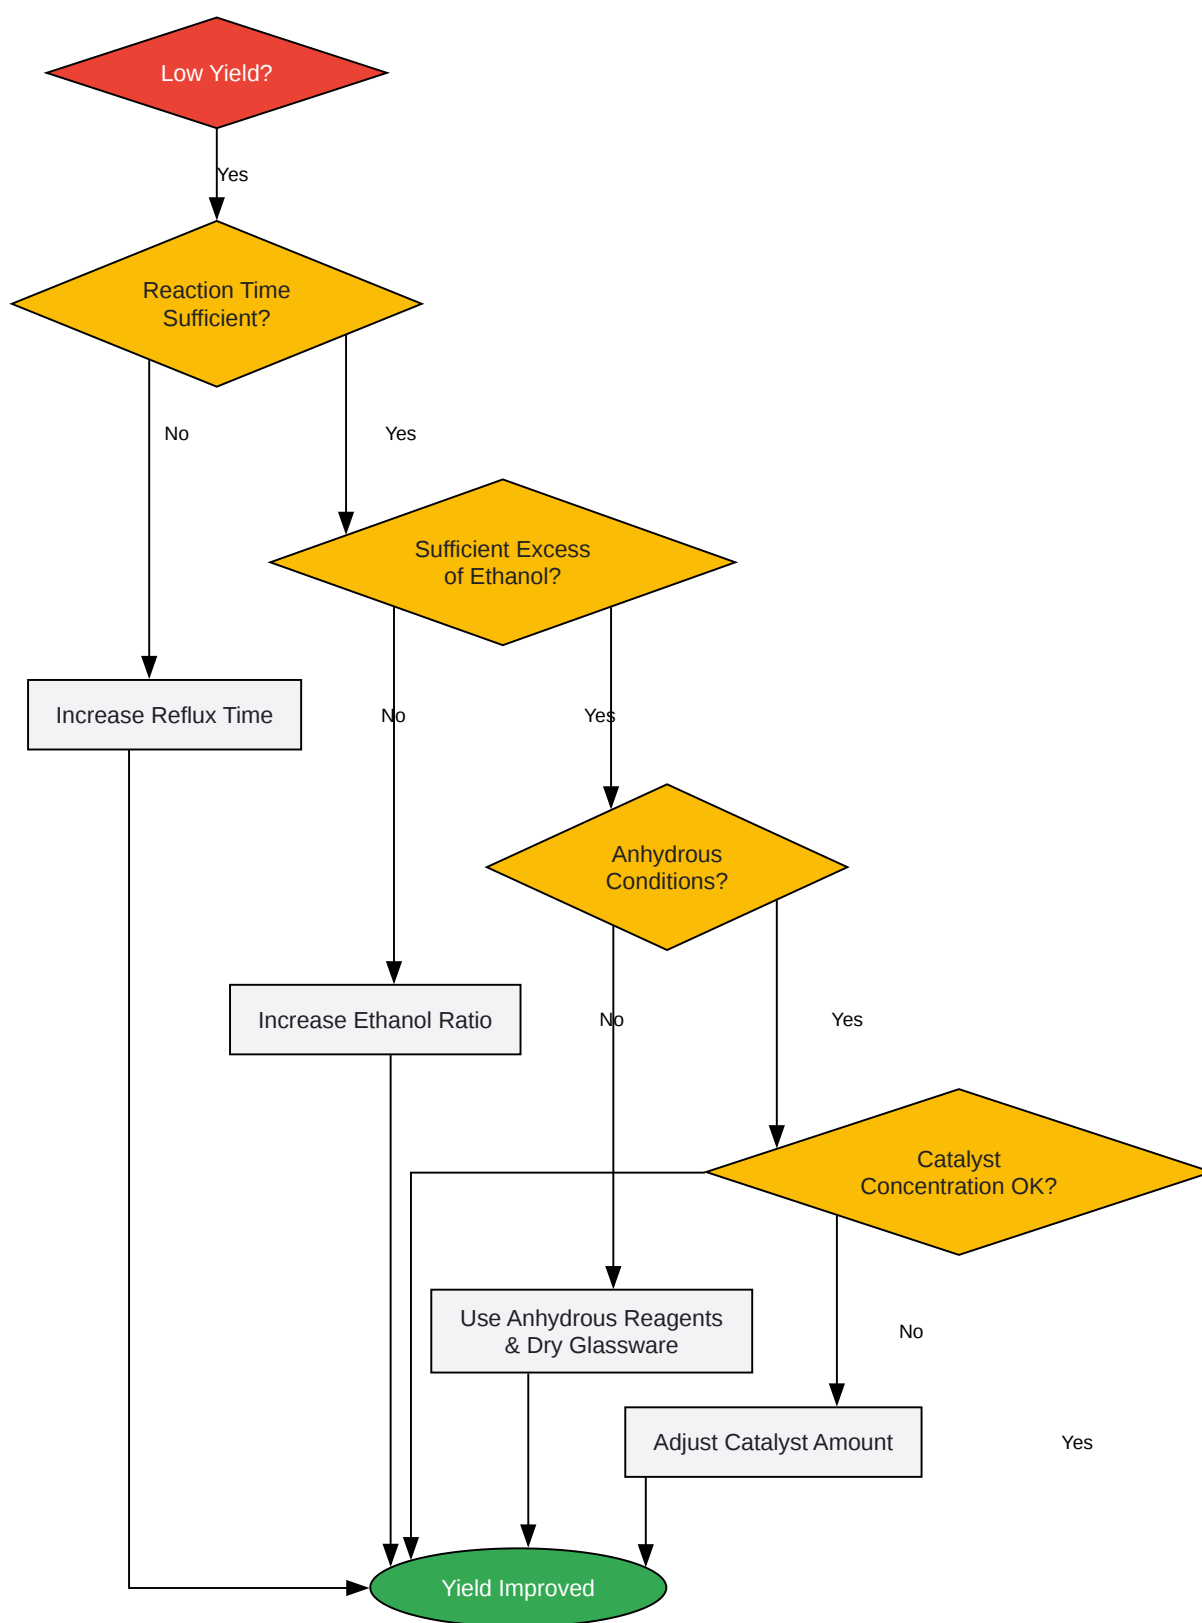 Low Yield?
Yes
Reaction Time
Sufficient?
No
Yes
Sufficient Excess
of Ethanol?
Increase Reflux Time
No
Yes
Anhydrous
Conditions?
Increase Ethanol Ratio
No
Yes
Catalyst
Concentration OK?
Use Anhydrous Reagents
& Dry Glassware
No
Adjust Catalyst Amount
Yes
Yield Improved